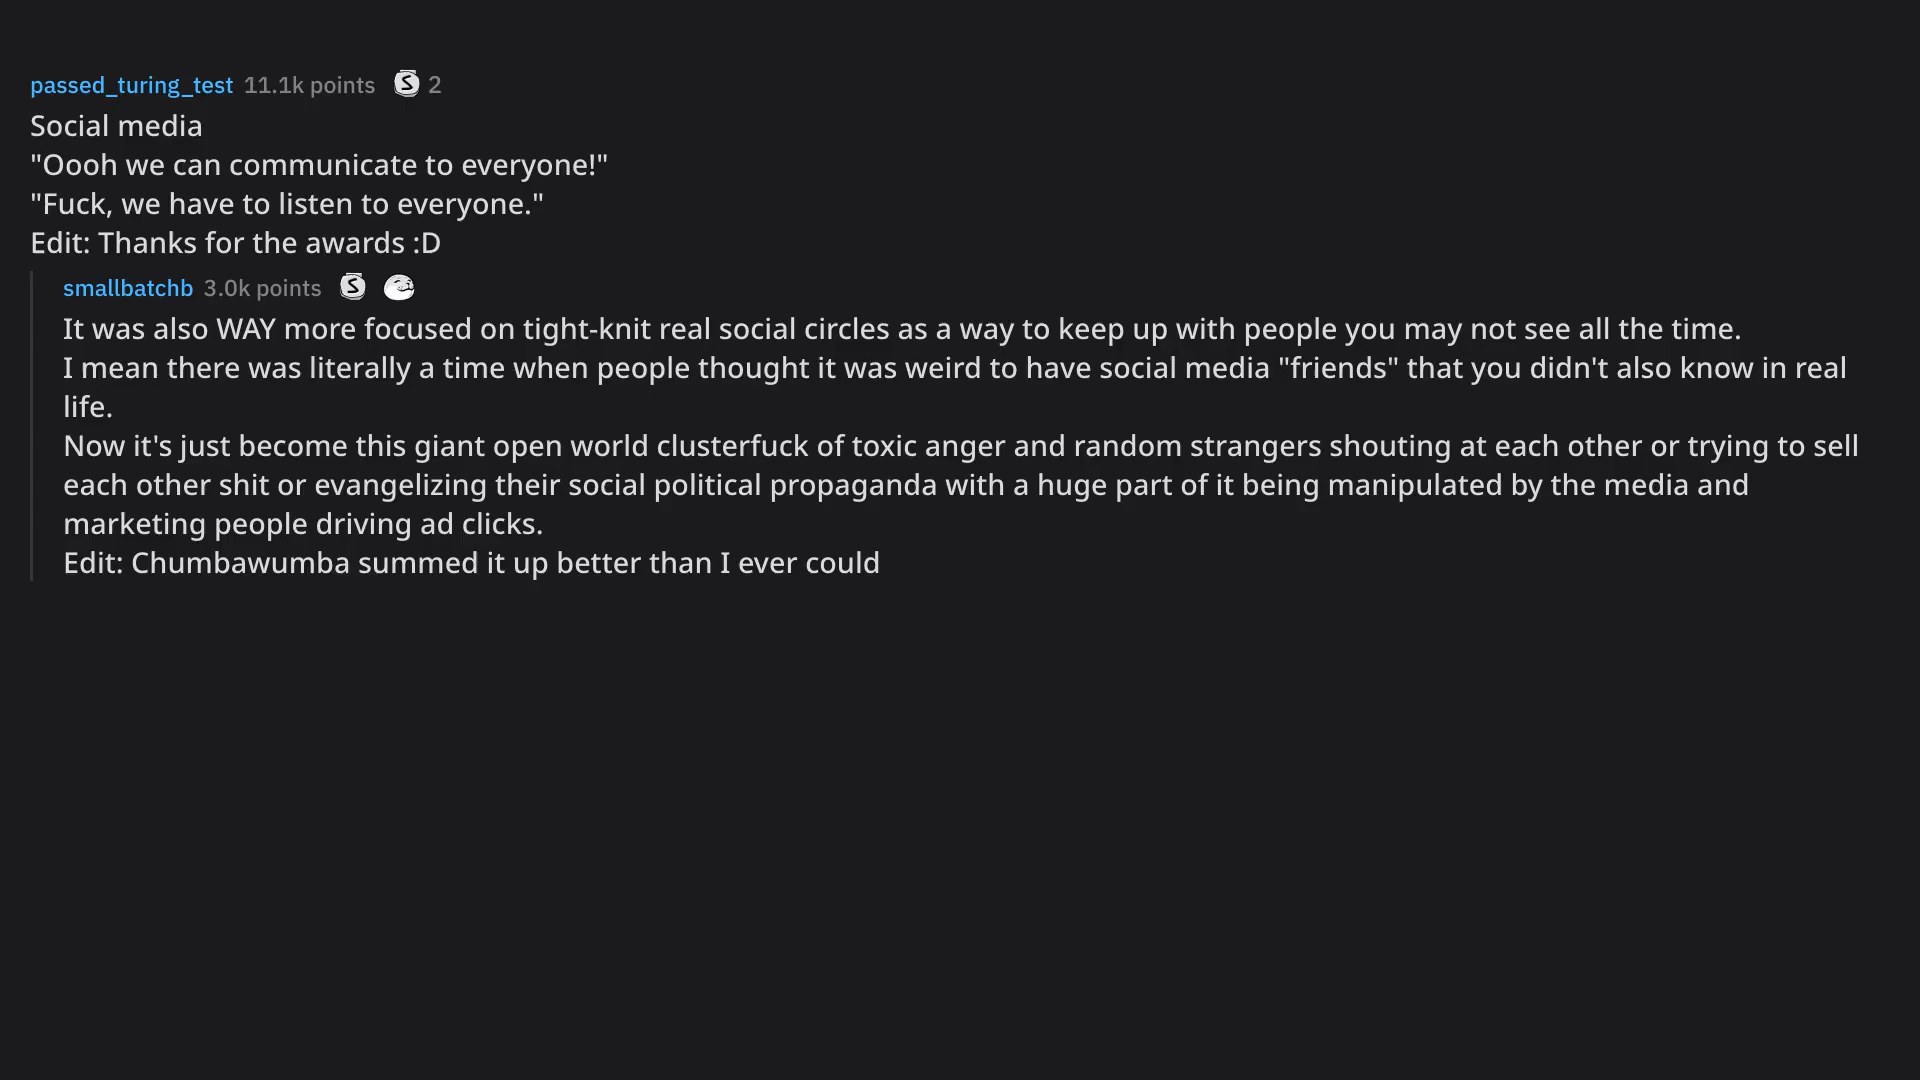 passed_turing_test 11.1k points 2
Social media
"Oooh we can communicate to everyone!"
"Fuck, we have to listen to everyone."
Edit: Thanks for the awards :D
smallbatchb 3.0k points
It was also WAY more focused on tight-knit real social circles as a way to keep up with people you may not see all the time.
I mean there was literally a time when people thought it was weird to have social media "friends" that you didn't also know in real
life.
Now it's just become this giant open world clusterfuck of toxic anger and random strangers shouting at each other or trying to sell
each other shit or evangelizing their social political propaganda with a huge part of it being manipulated by the media and
marketing people driving ad clicks.
Edit: Chumbawumba summed it up better than I ever could